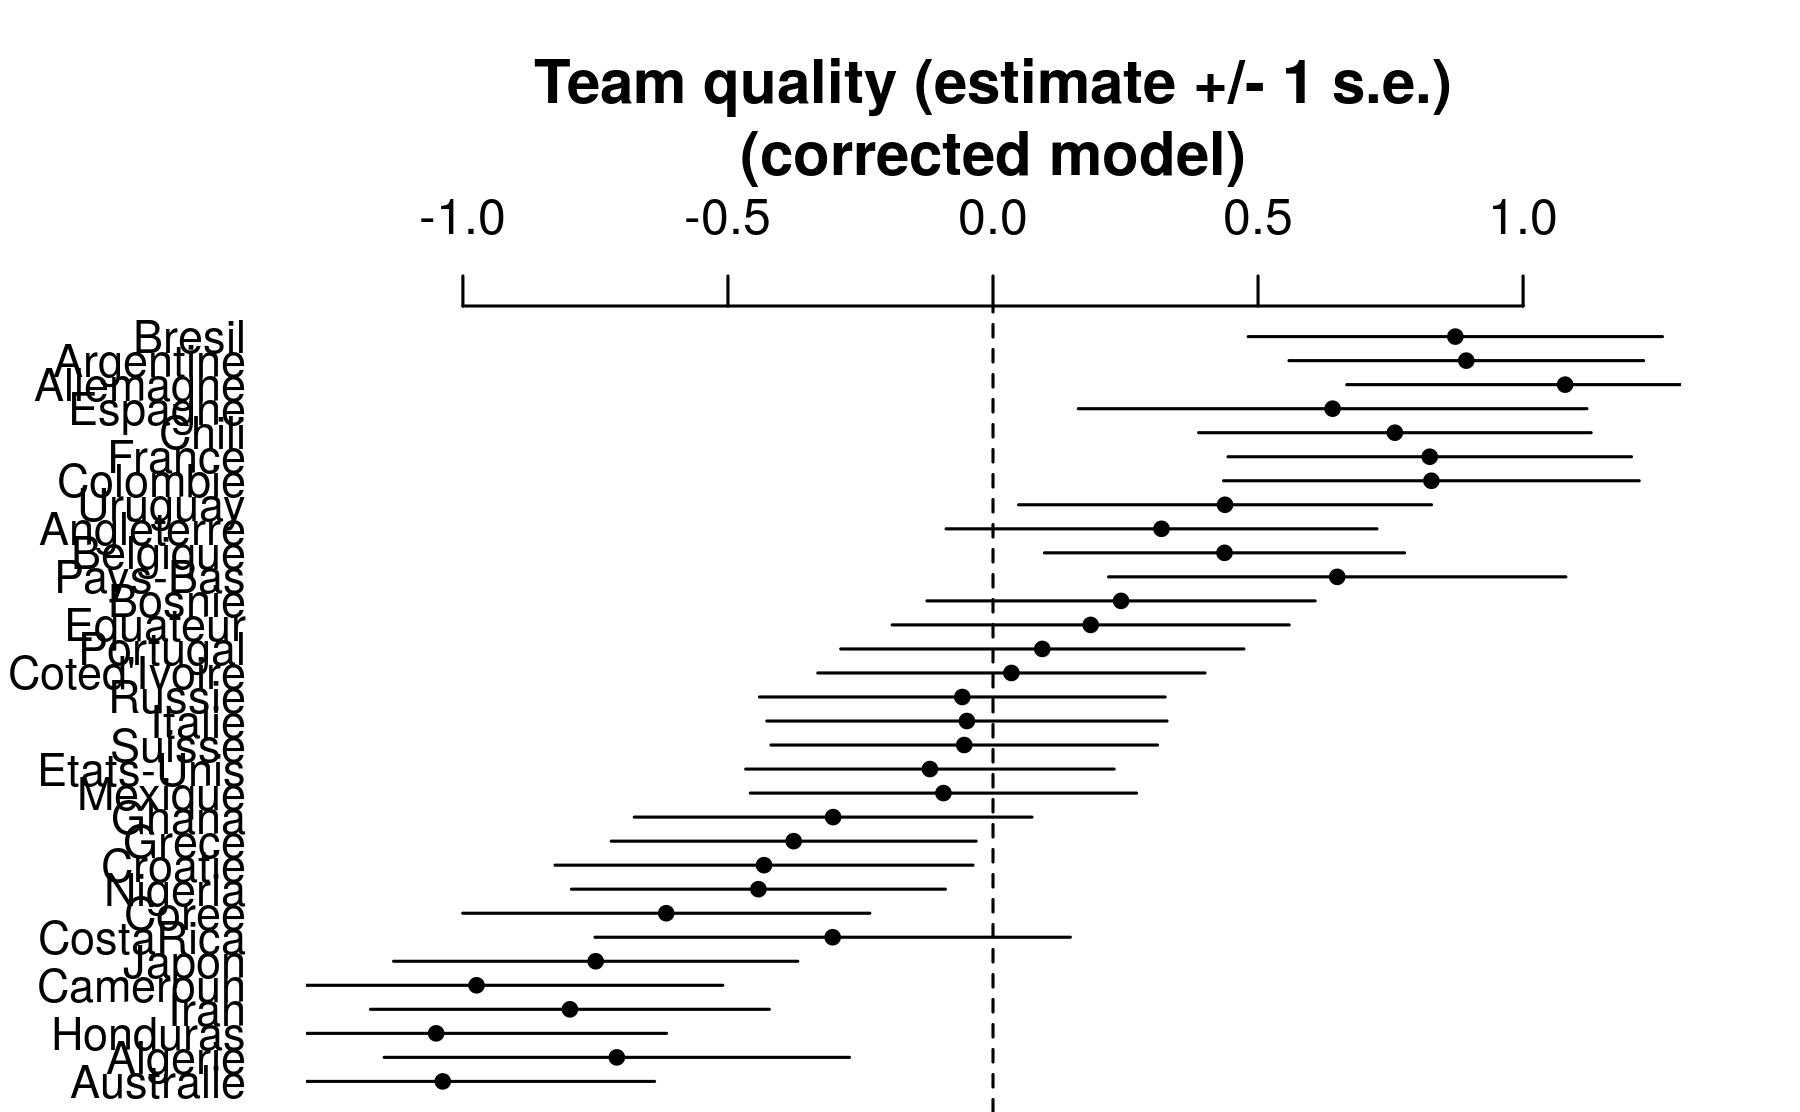 Team quality (estimate +/- 1 s.e.)
(corrected model)
-1.0 -0.5 0.0 0.5 1.0
Bresil
Argentine
Allemagne
Espagne
Chili
France
Colombie
Uruguay
Angleterre
Belgique
Pays-Bas
Bosnie
Equateur
Portugal
Coted'Ivoire
Russie
Italie
Suisse
Etats-Unis
Mexique
Ghana
Grece
Croatie
Nigeria
Coree
CostaRica
Japon
Cameroun
Iran
Honduras
Algerie
Australie